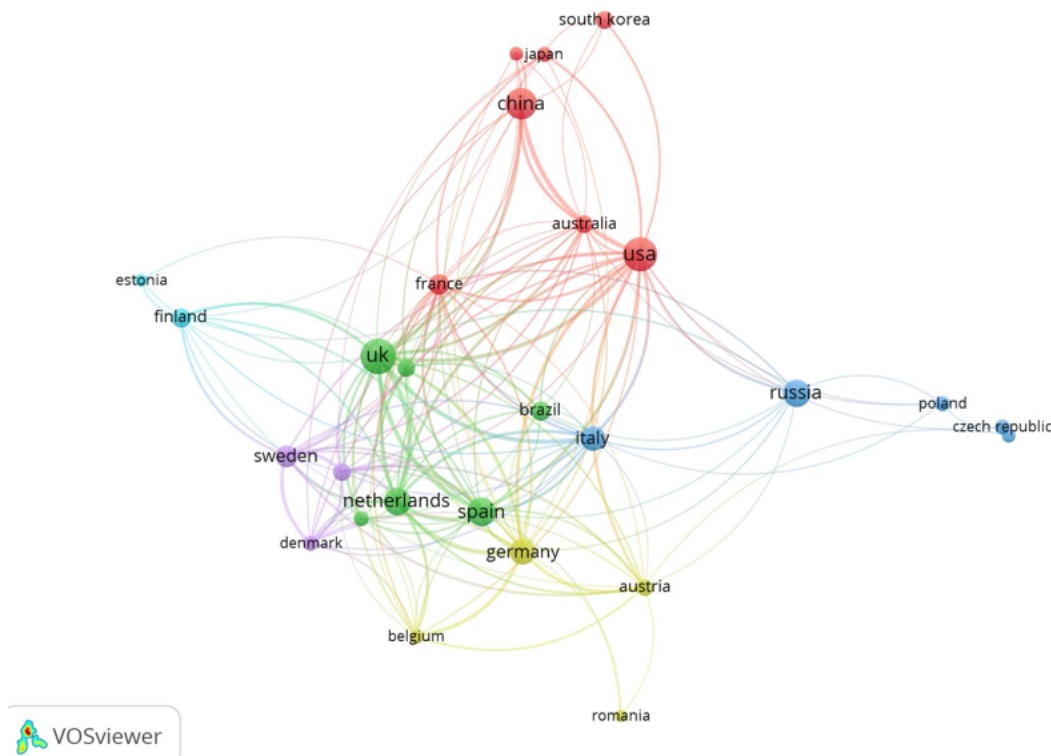 south korea
japan
china
australia
usa
france
estonia
finland
uk
russia
poland
brazil
czech republic
italy
sweden
netherlands
spain
denmark
germany
austria
belgium
romania
VOSviewer